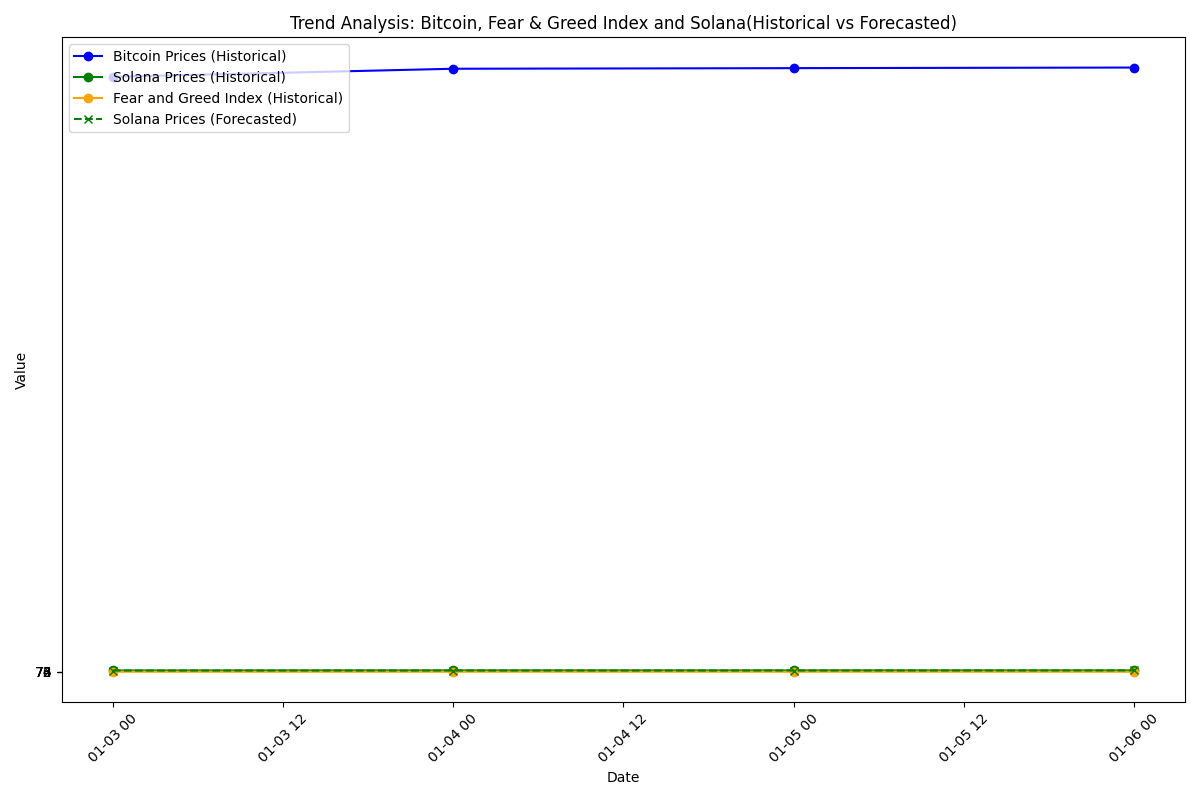 Trend Analysis: Bitcoin, Fear & Greed Index and Solana(Historical vs Forecasted)
Bitcoin Prices (Historical)
Solana Prices (Historical)
Fear and Greed Index (Historical)
Solana Prices (Forecasted)
Value
01-03 00
01-03 12
01-04 00
01-04 12
01-05 00
01-05 12
01-06 00
Date